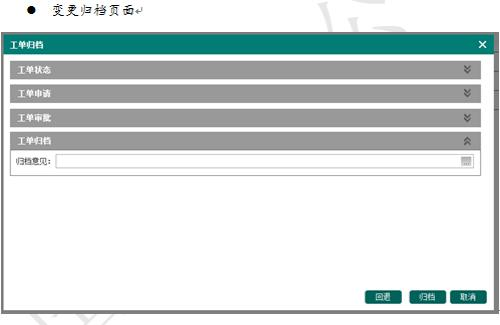 ● 变更归档页面↵
工单归档 ×
工单状态
工单申请
工单审批
工单归档
归档意见：
回退 归档 取消